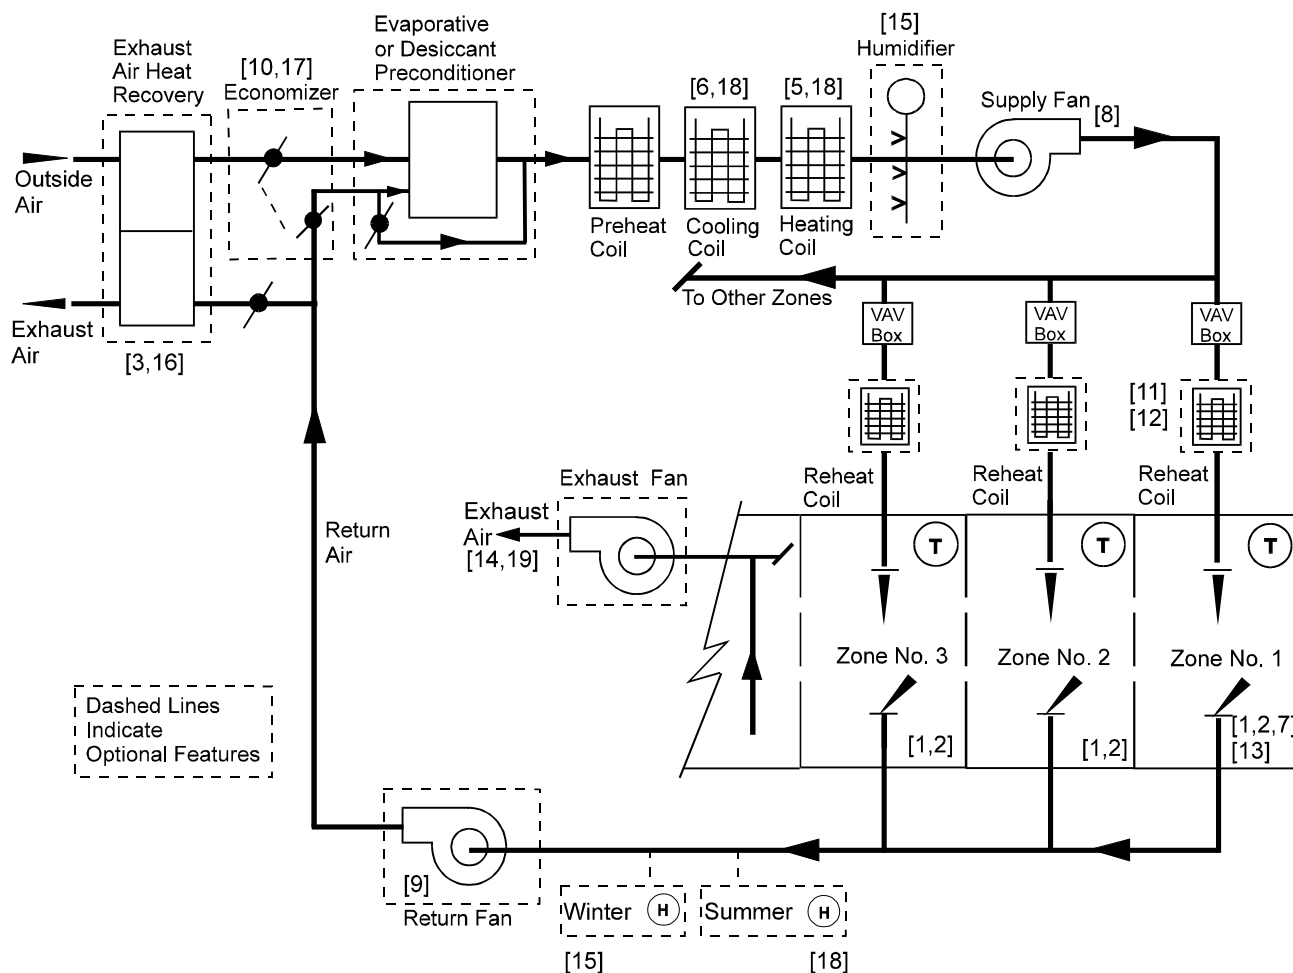 Exhaust
Air Heat
Recovery
[10,17]
Economizer
Evaporative
or Desiccant
Preconditioner
[6,18]
[5,18]
[15]
Humidifier
Supply Fan
[8]
Outside
Air
Exhaust
Air
[3,16]
Preheat
Coil
Cooling
Coil
Heating
Coil
To Other Zones
VAV
Box
VAV
Box
VAV
Box
[11]
[12]
Reheat
Coil
Reheat
Coil
Reheat
Coil
Exhaust Fan
Exhaust
Air
[14,19]
Return
Air
T
T
T
Zone No. 3
Zone No. 2
Zone No. 1
[1,2]
[1,2]
[1,2,7]
[13]
Dashed Lines
Indicate
Optional Features
[9]
Return Fan
Winter H
Summer H
[15]
[18]